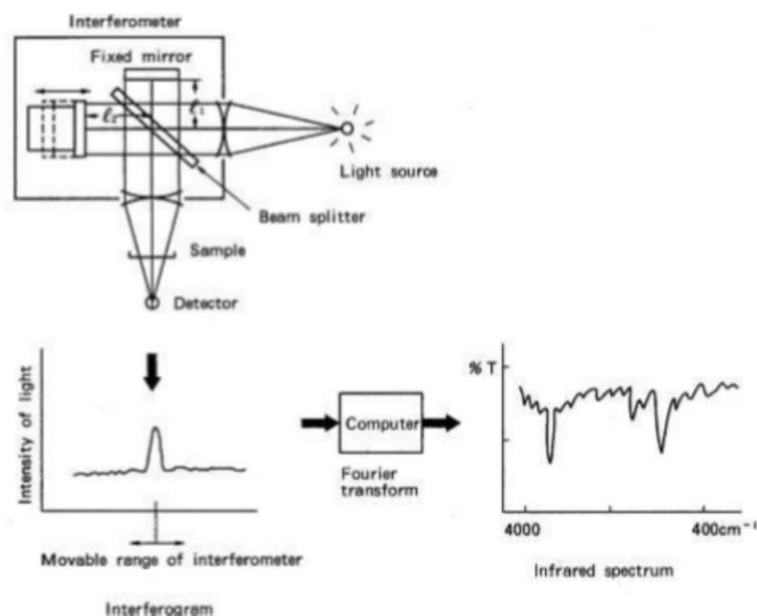 Interferometer
Fixed mirror
ℓ₁
ℓ₂
Light source
Beam splitter
Sample
Detector
Intensity of light
Movable range of interferometer
Interferogram
Computer
Fourier
transform
% T
4000
400cm⁻¹
Infrared spectrum